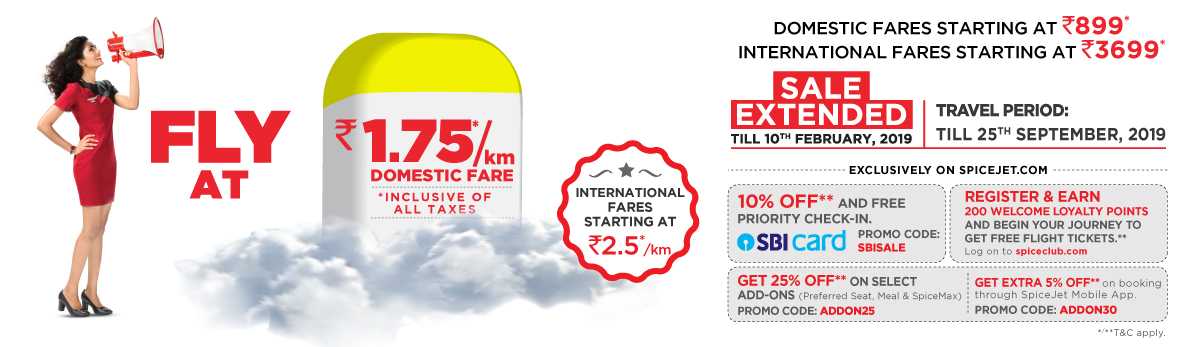 FLY
AT
₹1.75*/km
DOMESTIC FARE
*INCLUSIVE OF
ALL TAXES
INTERNATIONAL
FARES
STARTING AT
₹2.5*/km
DOMESTIC FARES STARTING AT ₹899*
INTERNATIONAL FARES STARTING AT ₹3699*
SALE
EXTENDED
TILL 10TH FEBRUARY, 2019
TRAVEL PERIOD:
TILL 25TH SEPTEMBER, 2019
EXCLUSIVELY ON SPICEJET.COM
10% OFF** AND FREE
PRIORITY CHECK-IN.
SBI card PROMO CODE:
SBISALE
REGISTER & EARN
200 WELCOME LOYALTY POINTS
AND BEGIN YOUR JOURNEY TO
GET FREE FLIGHT TICKETS.**
Log on to spiceclub.com
GET 25% OFF** ON SELECT
ADD-ONS (Preferred Seat, Meal & SpiceMax)
PROMO CODE: ADDON25
GET EXTRA 5% OFF** on booking
through SpiceJet Mobile App.
PROMO CODE: ADDON30
*/**T&C apply.